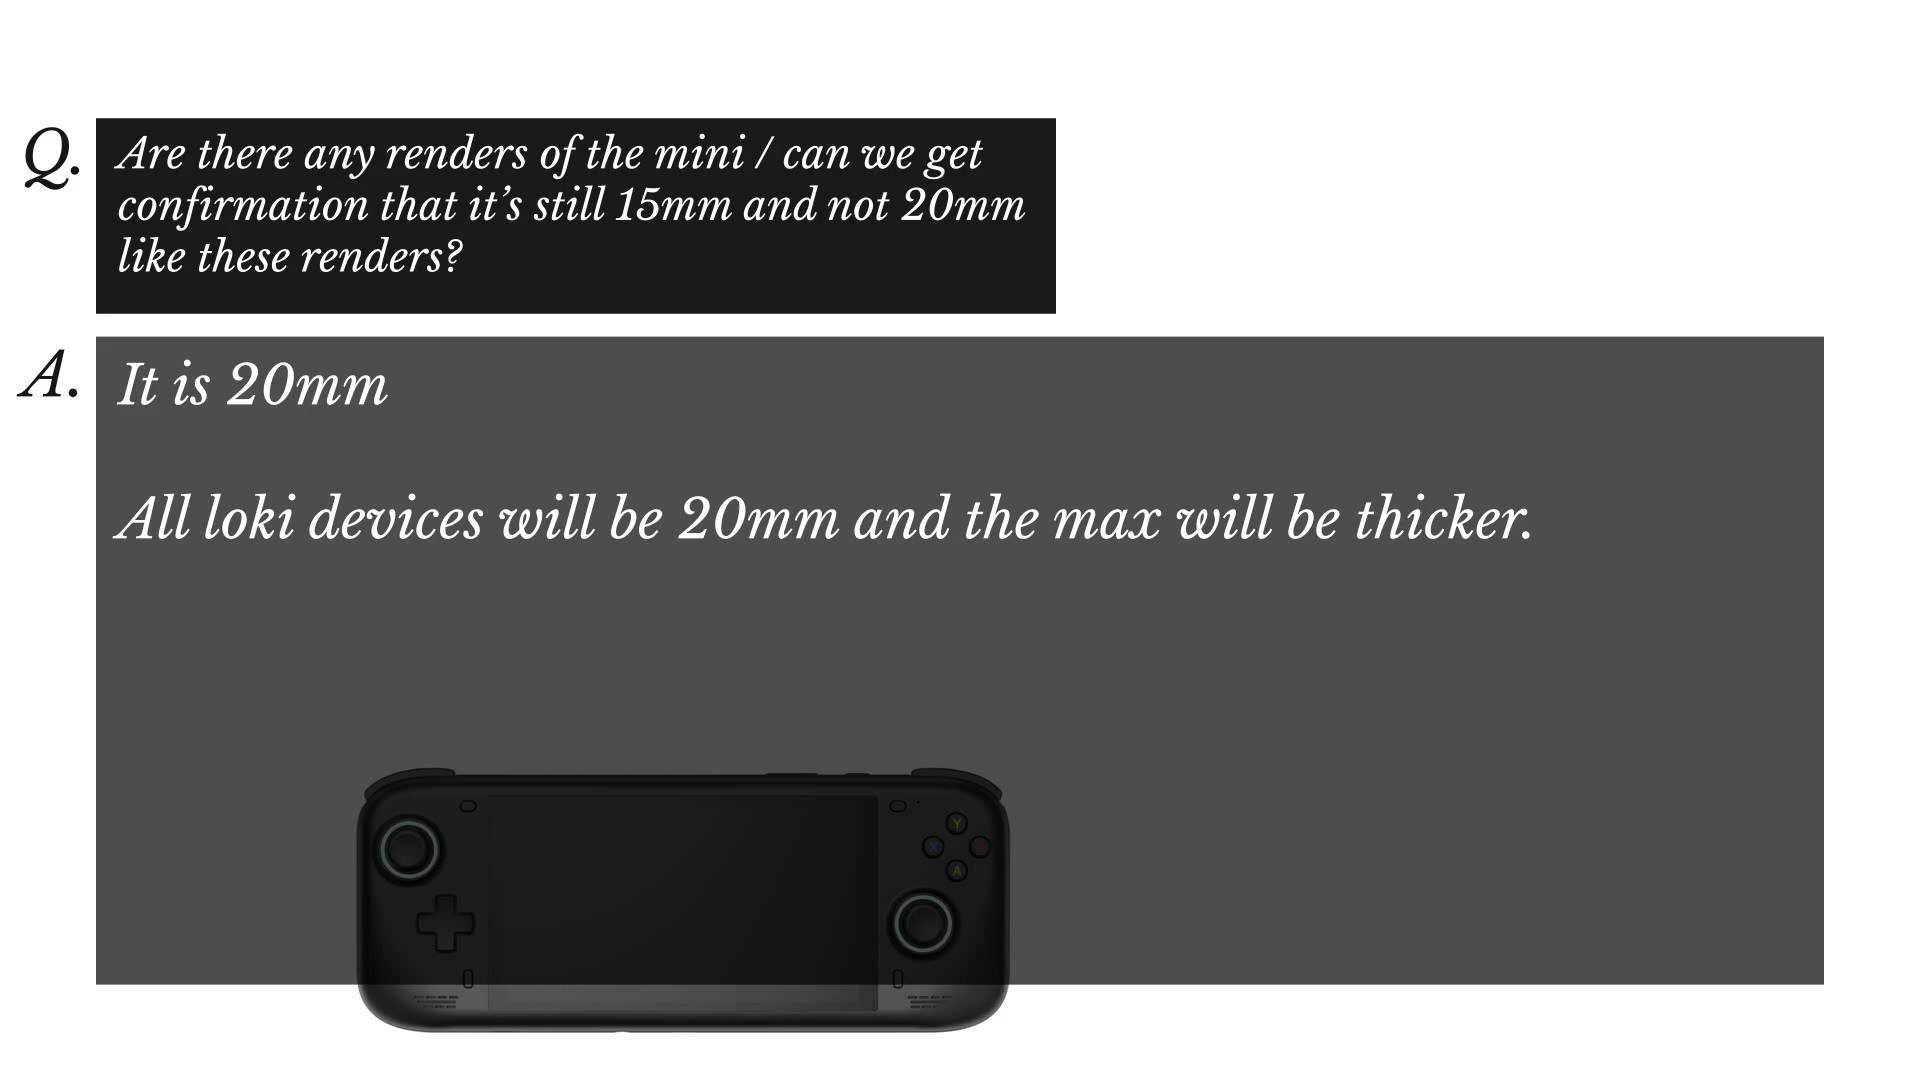 Q.
Are there any renders of the mini / can we get
confirmation that it’s still 15mm and not 20mm
like these renders?
A.
It is 20mm
All loki devices will be 20mm and the max will be thicker.
Y
X
A